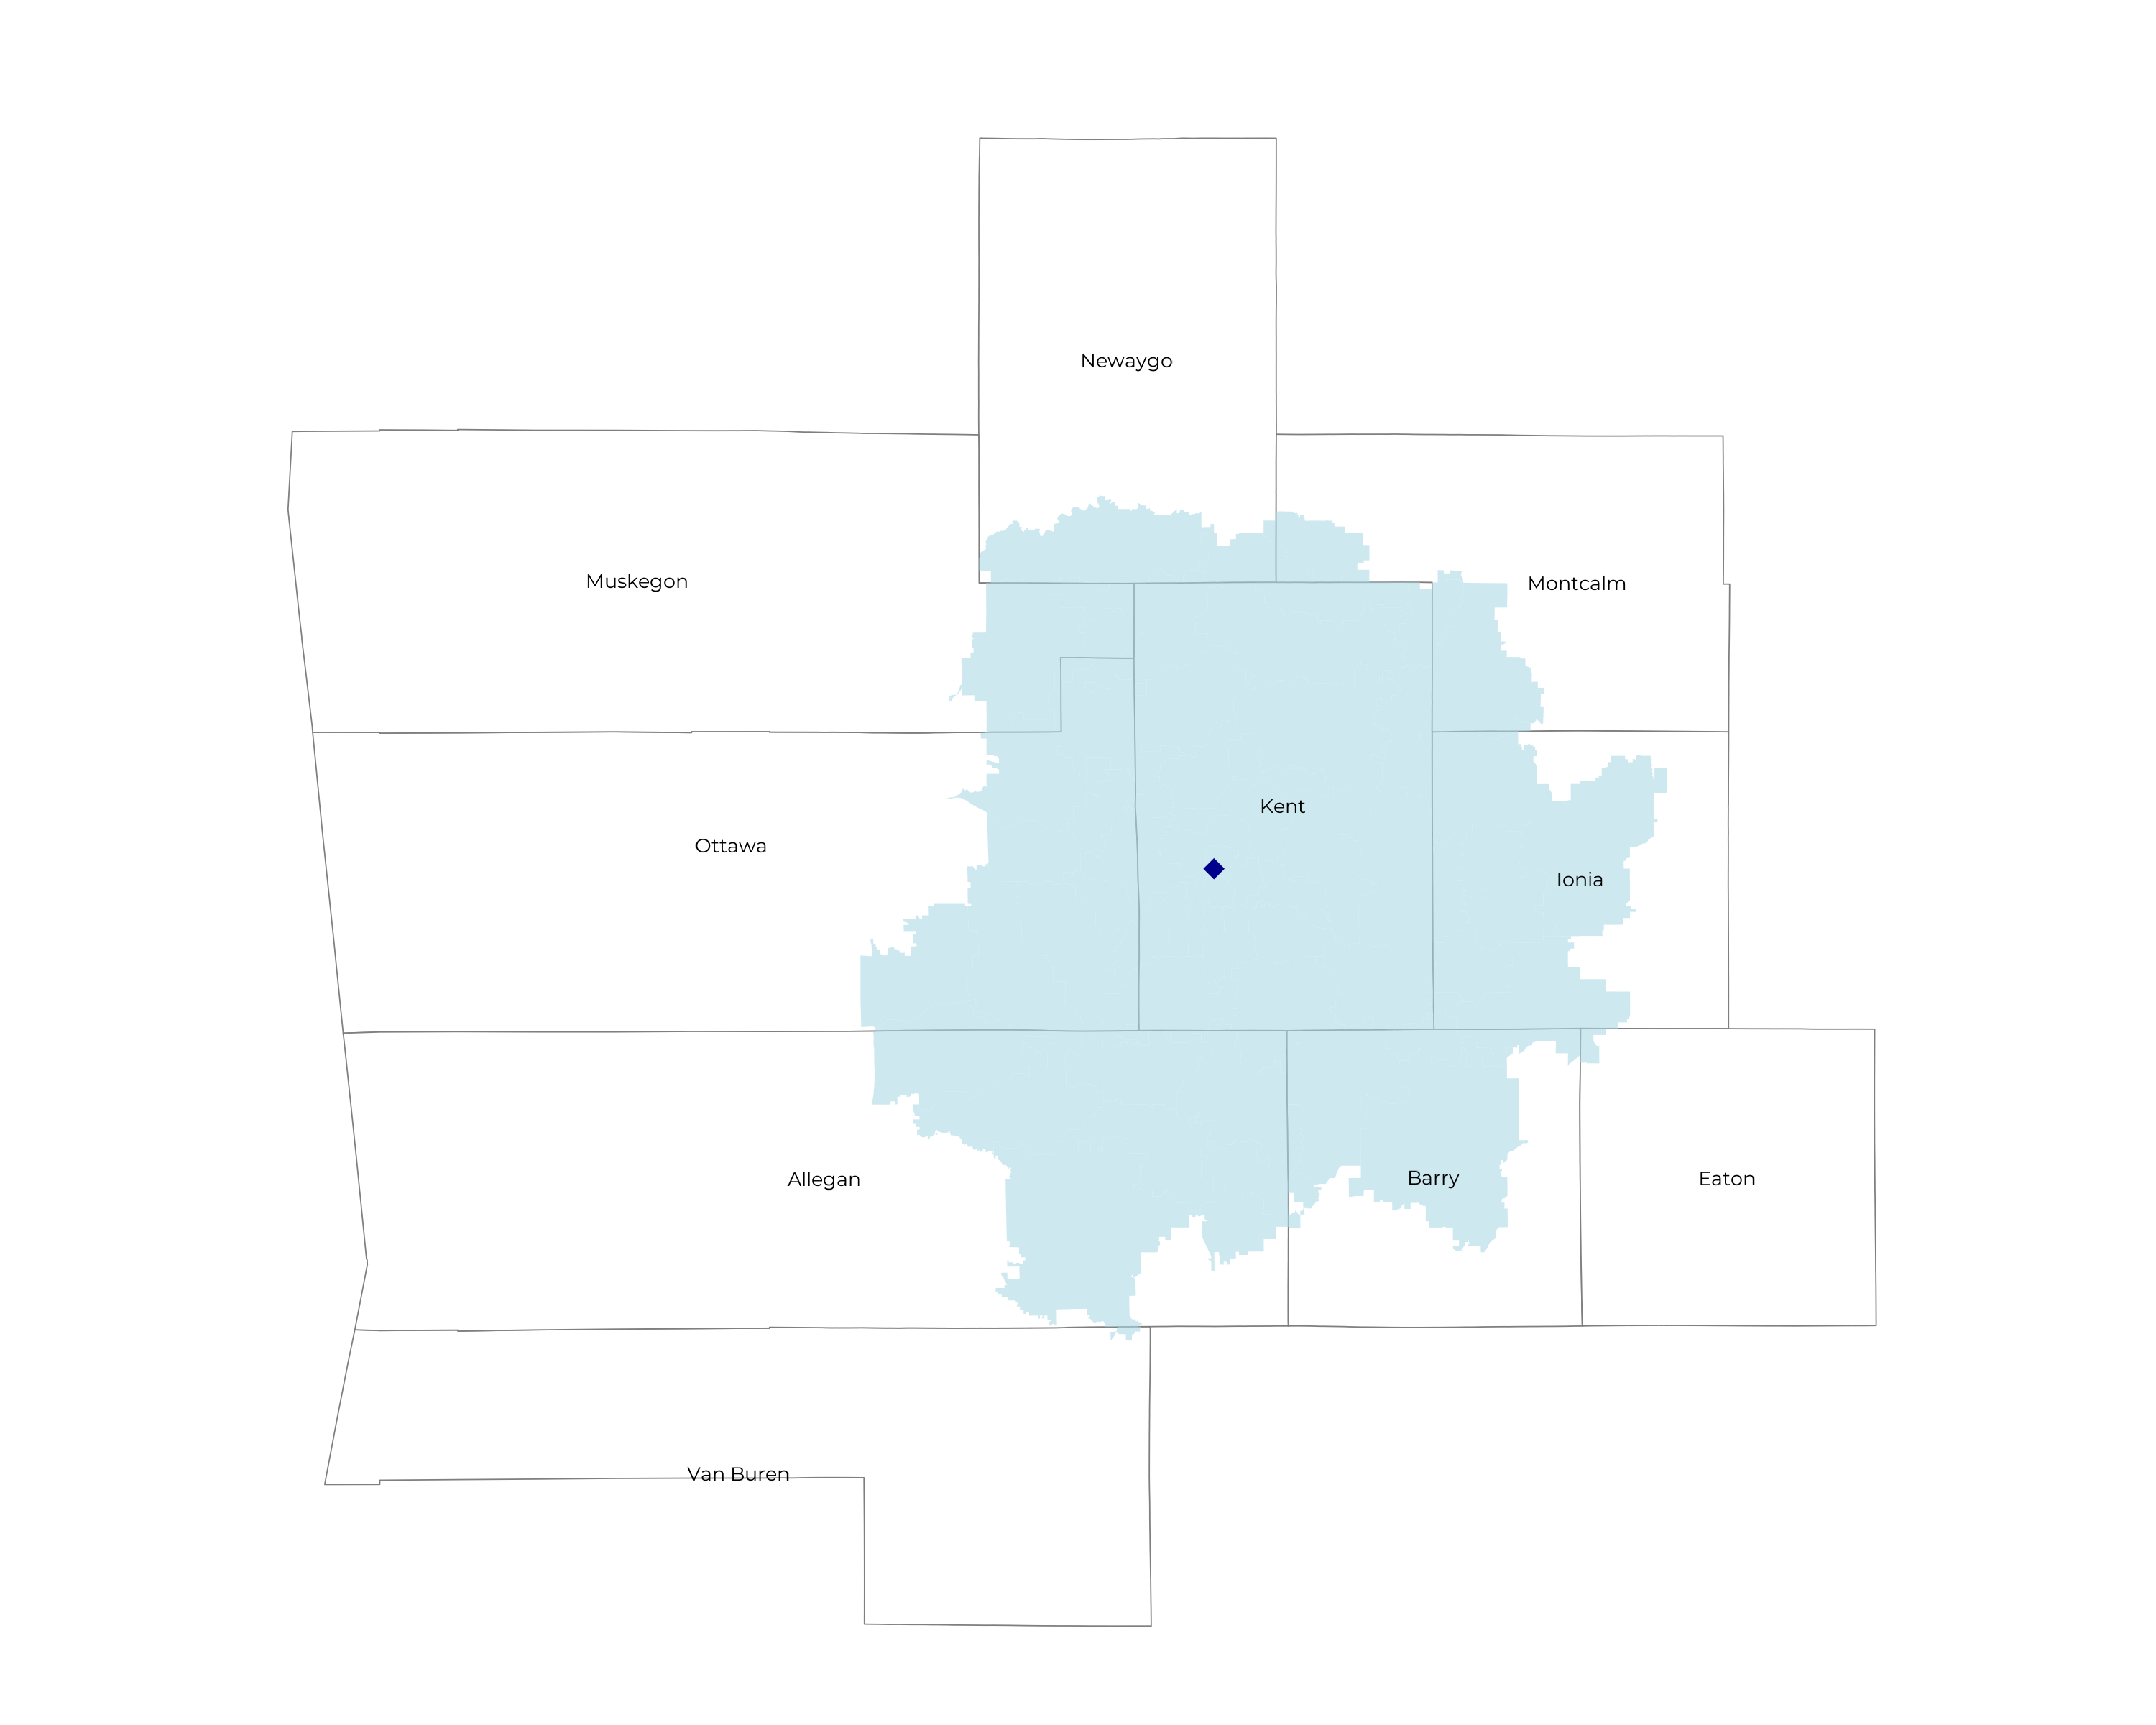 Newaygo
Muskegon
Montcalm
Kent
Ottawa
Ionia
Allegan
Barry
Eaton
Van Buren